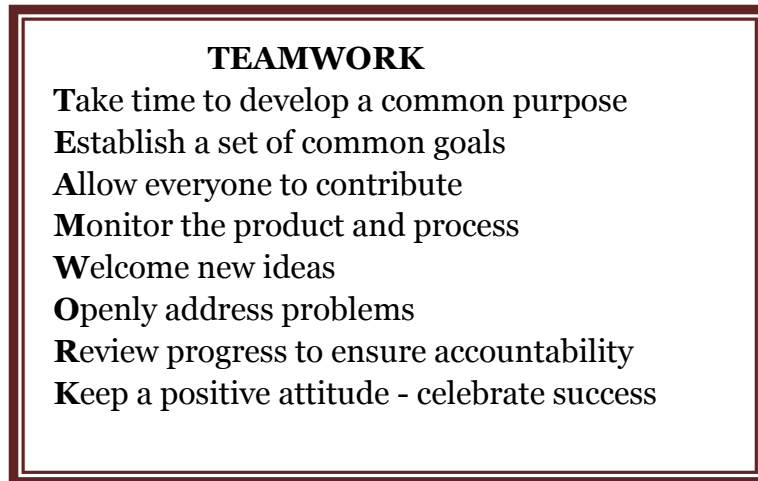 TEAMWORK
Take time to develop a common purpose
Establish a set of common goals
Allow everyone to contribute
Monitor the product and process
Welcome new ideas
Openly address problems
Review progress to ensure accountability
Keep a positive attitude - celebrate success